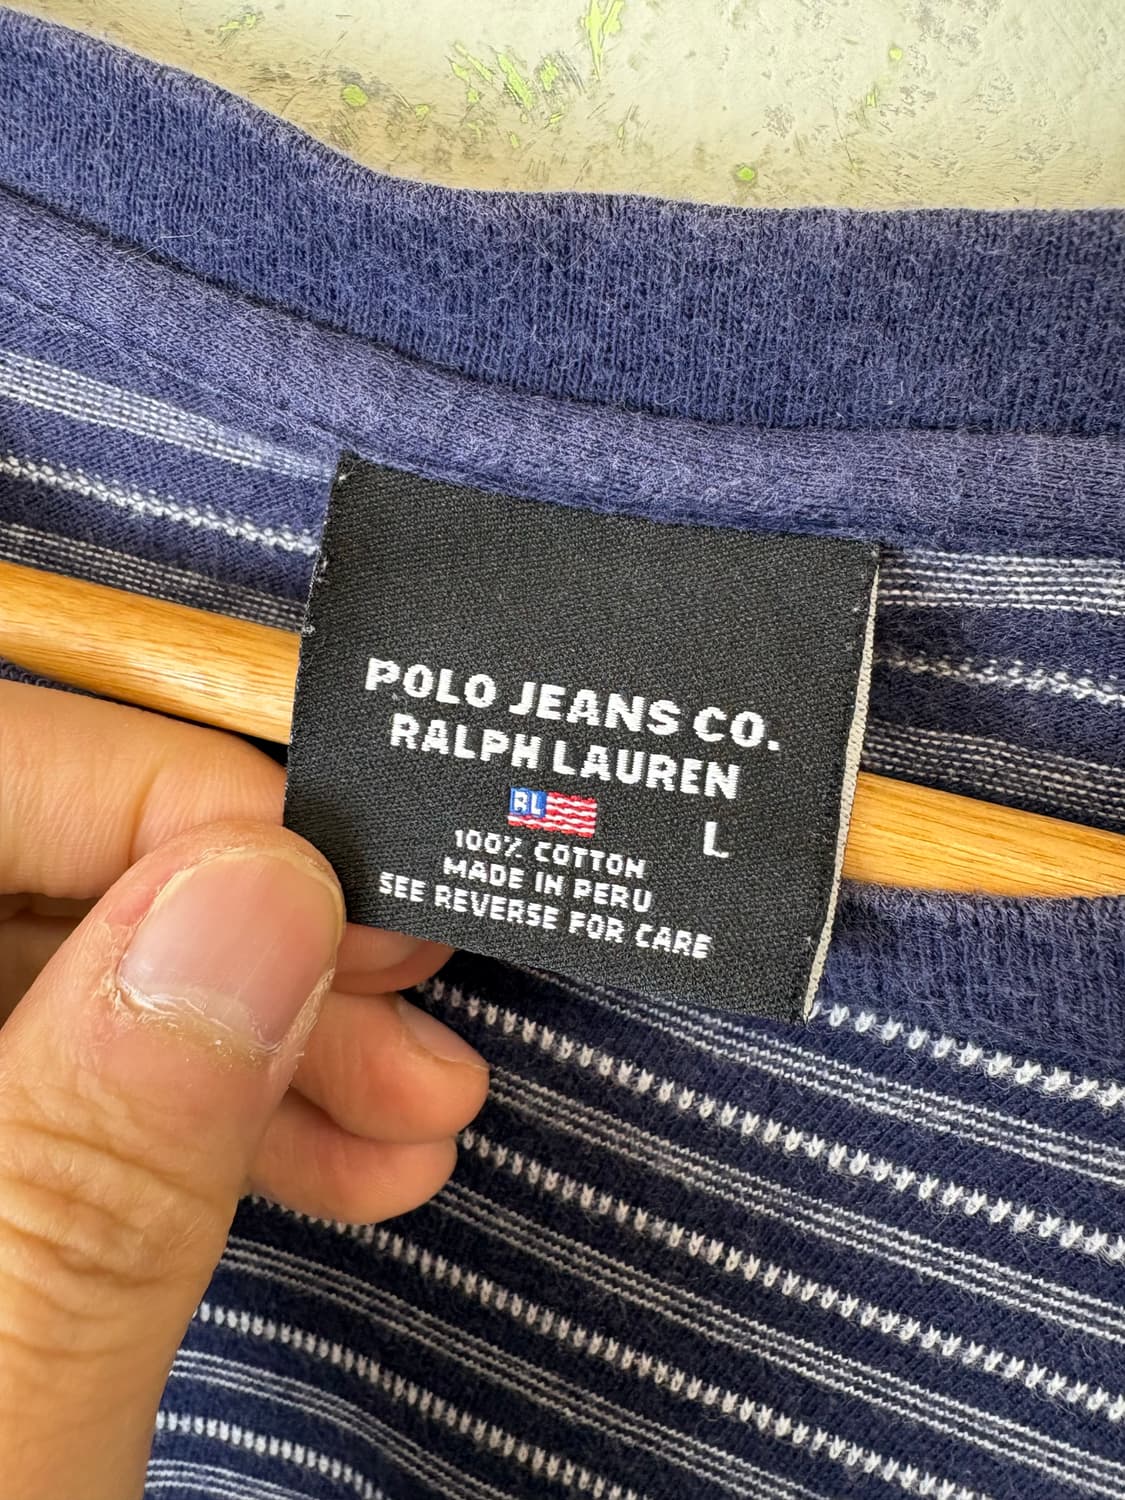 POLO JEANS CO.
RALPH LAUREN
RL
L
100% COTTON
MADE IN PERU
SEE REVERSE FOR CARE